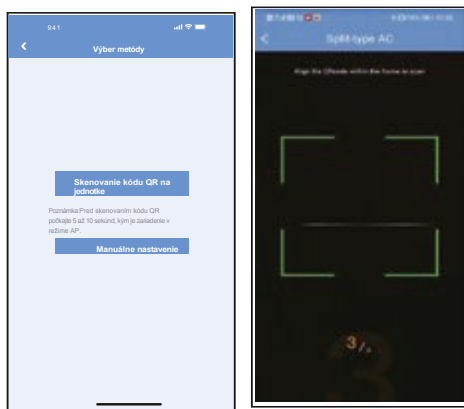 9:41
Výber metódy
Skenovanie kódu QR na
jednotke
Poznámka:Pred skenovaním kódu QR
počkajte 5 až 10 sekúnd, kým je zariadenie v
režime AP.
Manuálne nastavenie
Split-type AC
Align the QRcode within the frame to scan